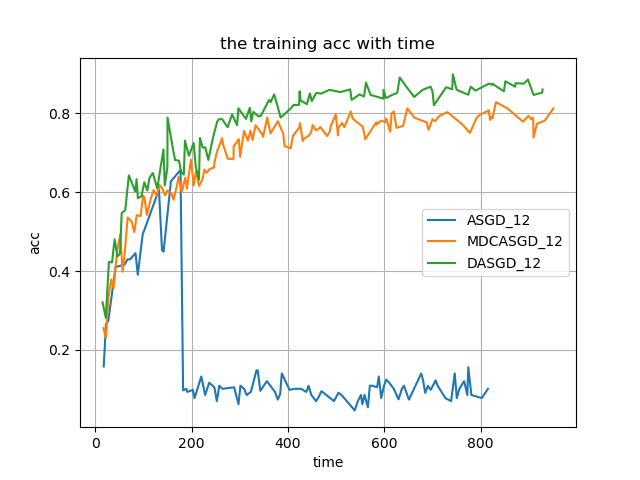 the training acc with time
acc
0.8
0.6
0.4
0.2
ASGD_12
MDCASGD_12
DASGD_12
0 200 400 600 800
time